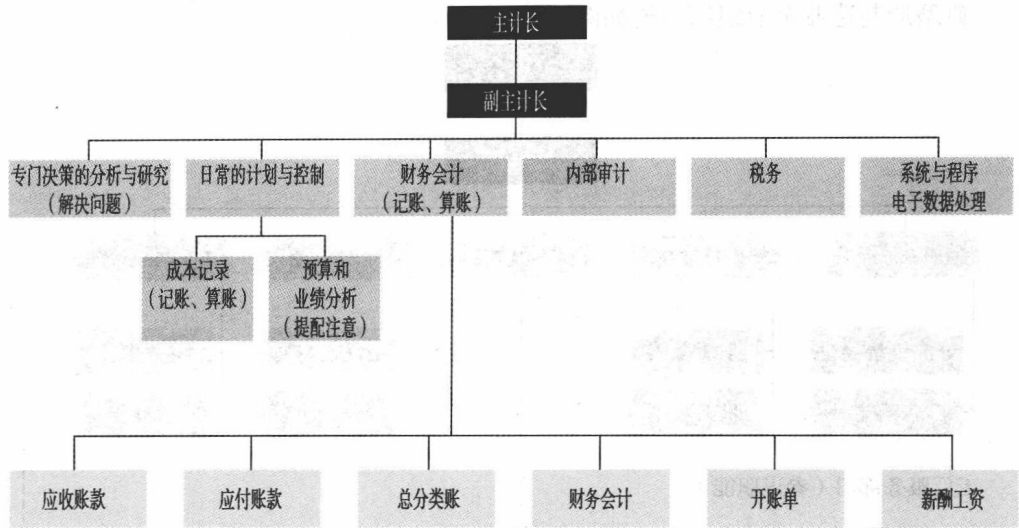 主计长
副主计长
专门决策的分析与研究
（解决问题）
日常的计划与控制
财务会计
（记账、算账）
内部审计
税务
系统与程序
电子数据处理
成本记录
（记账、算账）
预算和
业绩分析
（提配注意）
应收账款
应付账款
总分类账
财务会计
开账单
薪酬工资